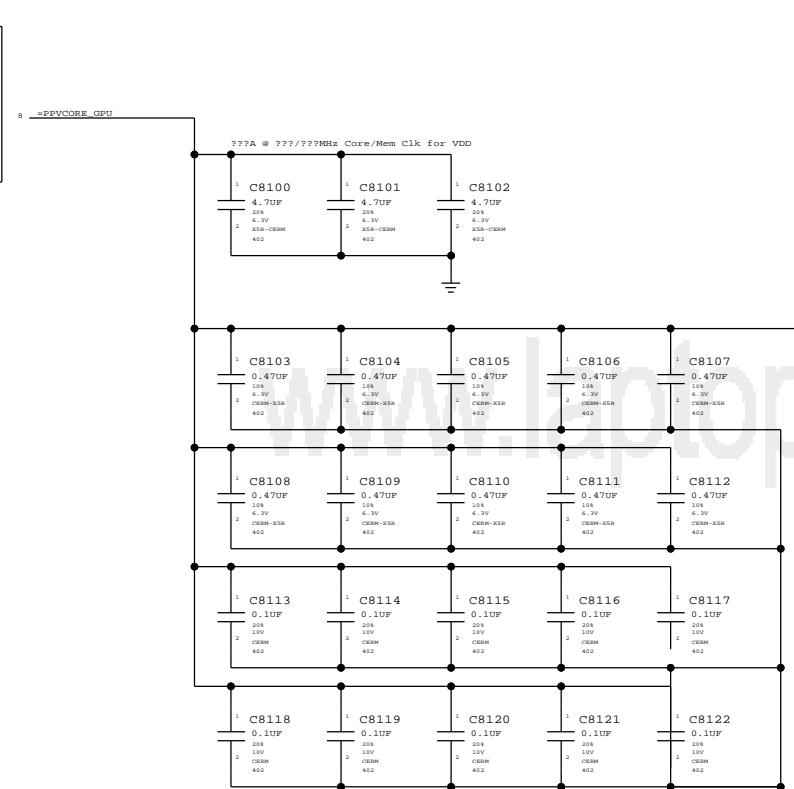 8 =PPVCORE_GPU
???A @ ???/???MHz Core/Mem Clk for VDD
1 C8100 1 C8101 1 C8102
4.7UF 4.7UF 4.7UF
20% 20% 20%
2 6.3V 2 6.3V 2 6.3V
X5R-CERM X5R-CERM X5R-CERM
402 402 402
www.laptop
1 C8103 1 C8104 1 C8105 1 C8106 1 C8107
0.47UF 0.47UF 0.47UF 0.47UF 0.47UF
10% 10% 10% 10% 10%
6.3V 6.3V 6.3V 6.3V 6.3V
2 CERM-X5R 2 CERM-X5R 2 CERM-X5R 2 CERM-X5R 2 CERM-X5R
402 402 402 402 402
1 C8108 1 C8109 1 C8110 1 C8111 1 C8112
0.47UF 0.47UF 0.47UF 0.47UF 0.47UF
10% 10% 10% 10% 10%
6.3V 6.3V 6.3V 6.3V 6.3V
2 CERM-X5R 2 CERM-X5R 2 CERM-X5R 2 CERM-X5R 2 CERM-X5R
402 402 402 402 402
1 C8113 1 C8114 1 C8115 1 C8116 1 C8117
0.1UF 0.1UF 0.1UF 0.1UF 0.1UF
20% 20% 20% 20% 20%
10V 10V 10V 10V 10V
2 CERM 2 CERM 2 CERM 2 CERM 2 CERM
402 402 402 402 402
1 C8118 1 C8119 1 C8120 1 C8121 1 C8122
0.1UF 0.1UF 0.1UF 0.1UF 0.1UF
20% 20% 20% 20% 20%
10V 10V 10V 10V 10V
2 CERM 2 CERM 2 CERM 2 CERM 2 CERM
402 402 402 402 402